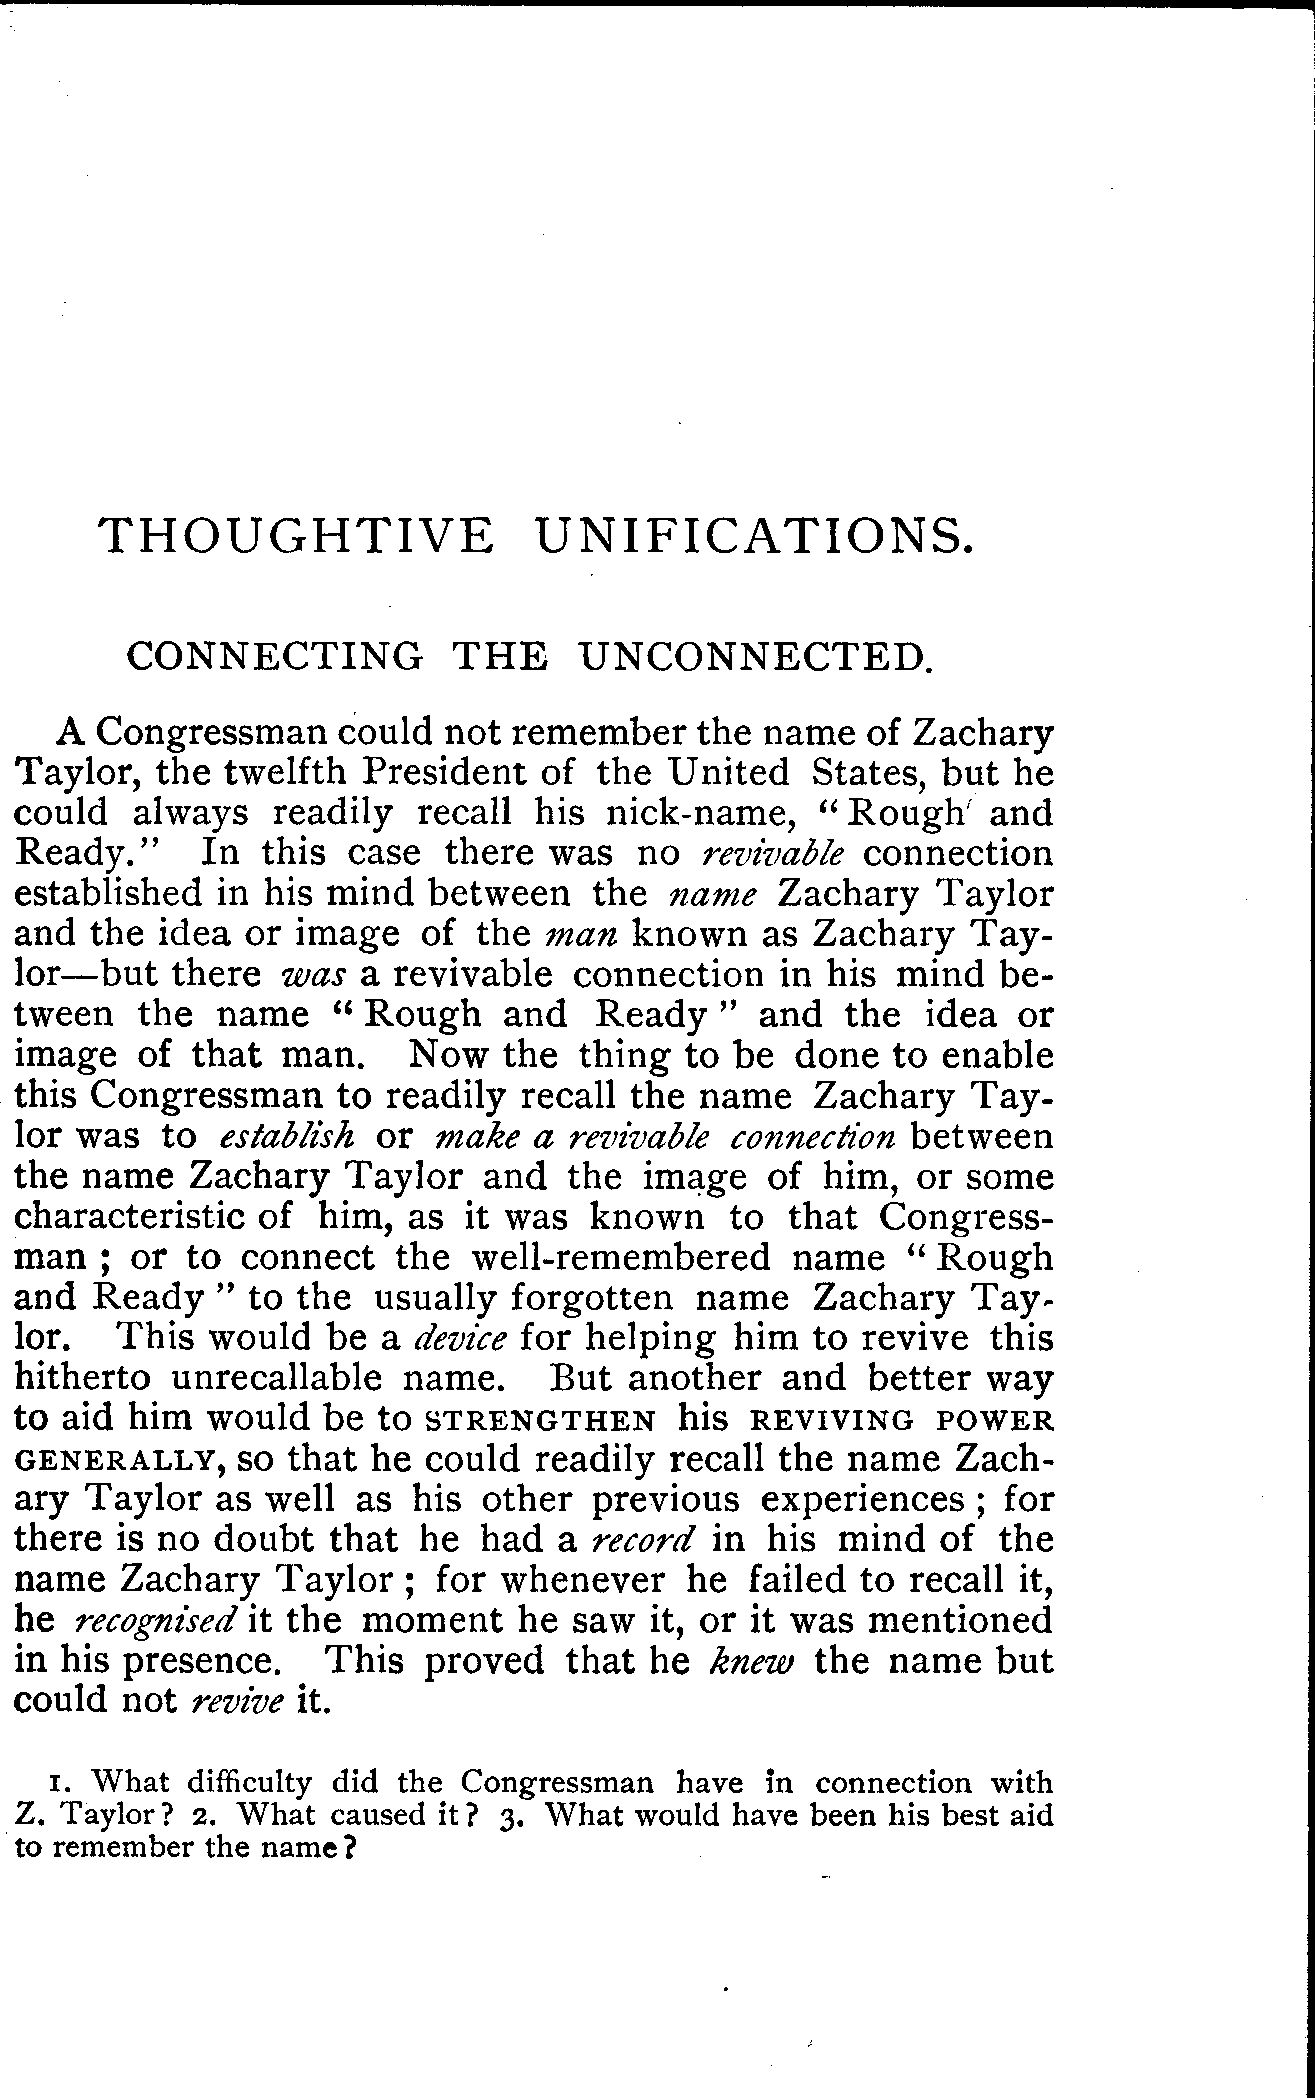 THOUGHTIVE UNIFICATIONS.
CONNECTING THE UNCONNECTED.
A Congressman could not remember the name of Zachary
Taylor, the twelfth President of the United States, but he
could always readily recall his nick-name, “Rough and
Ready.” In this case there was no revivable connection
established in his mind between the name Zachary Taylor
and the idea or image of the man known as Zachary Tay-
lor—but there was a revivable connection in his mind be-
tween the name “Rough and Ready” and the idea or
image of that man. Now the thing to be done to enable
this Congressman to readily recall the name Zachary Tay-
lor was to establish or make a revivable connection between
the name Zachary Taylor and the image of him, or some
characteristic of him, as it was known to that Congress-
man ; or to connect the well-remembered name “Rough
and Ready” to the usually forgotten name Zachary Tay-
lor. This would be a device for helping him to revive this
hitherto unrecallable name. But another and better way
to aid him would be to STRENGTHEN his REVIVING POWER
GENERALLY, so that he could readily recall the name Zach-
ary Taylor as well as his other previous experiences ; for
there is no doubt that he had a record in his mind of the
name Zachary Taylor ; for whenever he failed to recall it,
he recognised it the moment he saw it, or it was mentioned
in his presence. This proved that he knew the name but
could not revive it.
1. What difficulty did the Congressman have in connection with
Z. Taylor? 2. What caused it? 3. What would have been his best aid
to remember the name?